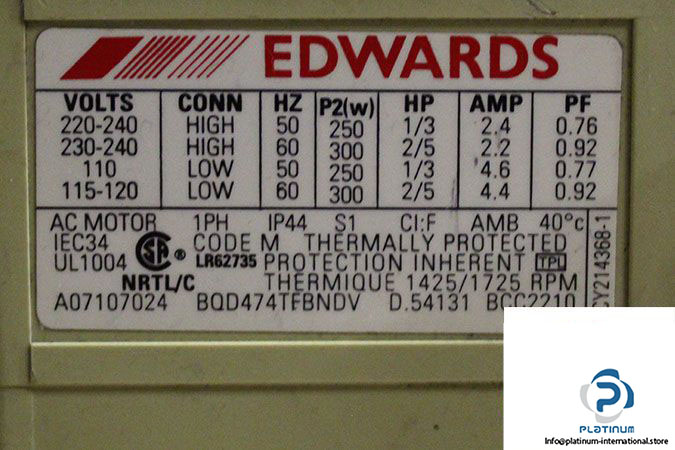 EDWARDS
VOLTS CONN HZ P2(w) HP AMP PF
220-240 HIGH 50 250 1/3 2.4 0.76
230-240 HIGH 60 300 2/5 2.2 0.92
110 LOW 50 250 1/3 4.6 0.77
115-120 LOW 60 300 2/5 4.4 0.92
AC MOTOR 1PH IP44 S1 Cl:F AMB 40°c
IEC34 SA ® CODE M THERMALLY PROTECTED
UL1004 LR62735 PROTECTION INHERENT TPL
NRTL/C THERMIQUE 1425/1725 RPM
A07107024 BQD474TFBNDV D.54131 BCC2210
CY214368-1
PLATINUM
Info@platinum-international.store